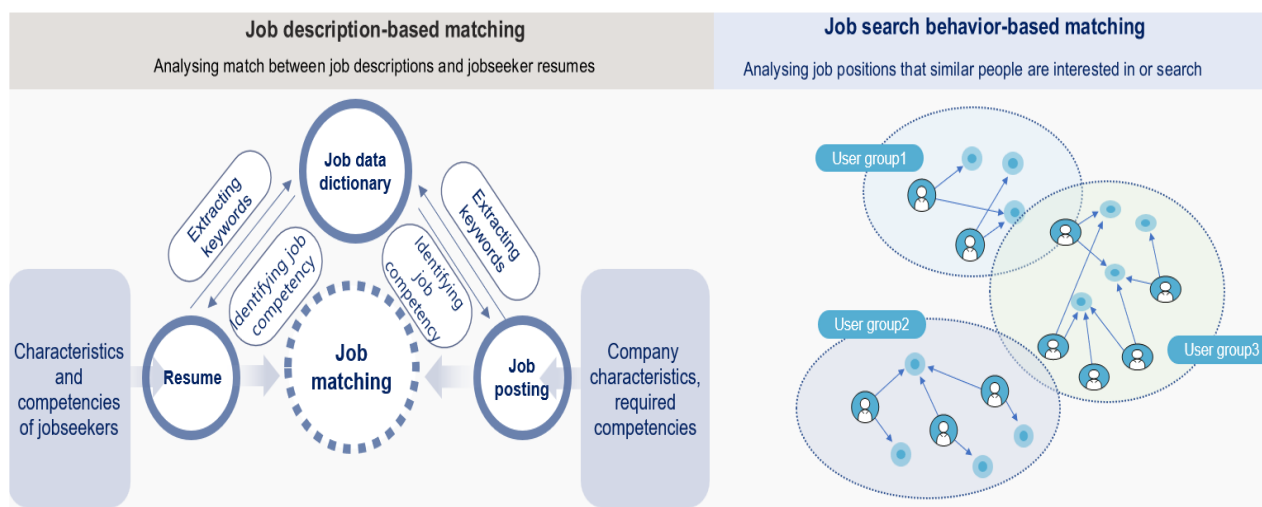 Job description-based matching
Analysing match between job descriptions and jobseeker resumes
Job data
dictionary
Extracting
keywords
Identifying job
competency
Identifying
job
competency
Extracting
keywords
Characteristics
and
competencies
of jobseekers
Resume
Job
matching
Job
posting
Company
characteristics,
required
competencies
Job search behavior-based matching
Analysing job positions that similar people are interested in or search
User group1
User group2
User group3